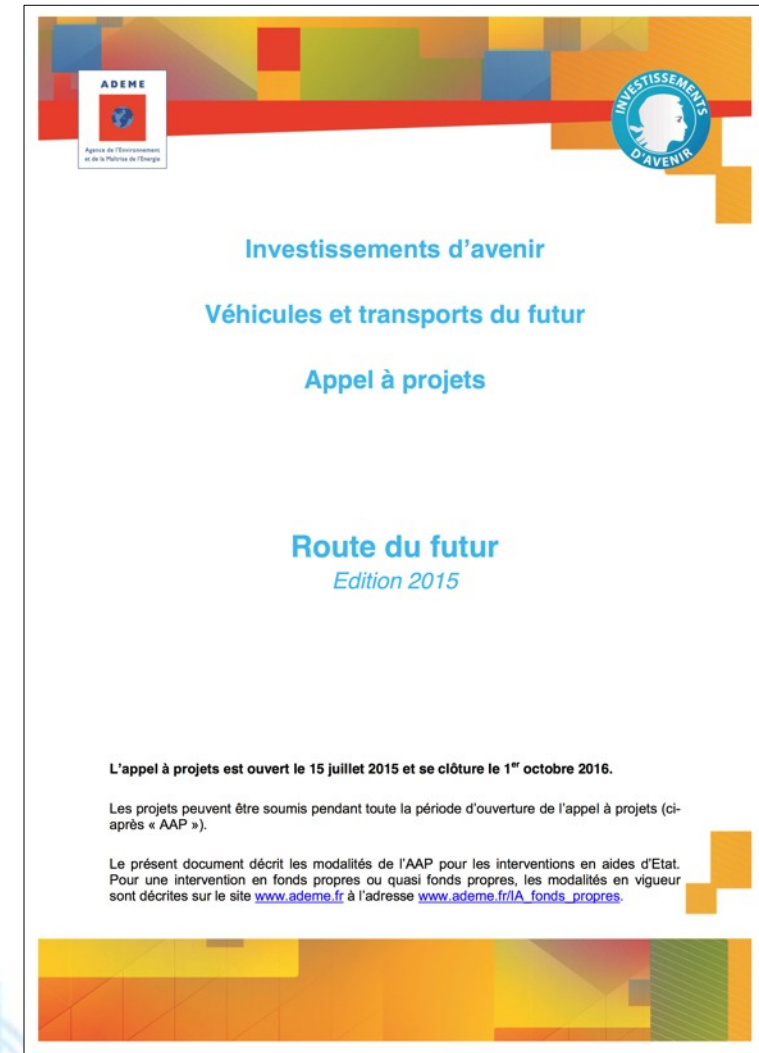 ADEME
Agence de l'Environnement
et de la Maîtrise de l'Energie
INVESTISSEMENTS
D'AVENIR
Investissements d'avenir
Véhicules et transports du futur
Appel à projets
Route du futur
Edition 2015
L'appel à projets est ouvert le 15 juillet 2015 et se clôture le 1er octobre 2016.
Les projets peuvent être soumis pendant toute la période d'ouverture de l'appel à projets (ci-
après « AAP »).
Le présent document décrit les modalités de l'AAP pour les interventions en aides d'Etat.
Pour une intervention en fonds propres ou quasi fonds propres, les modalités en vigueur
sont décrites sur le site www.ademe.fr à l'adresse www.ademe.fr/IA_fonds_propres.